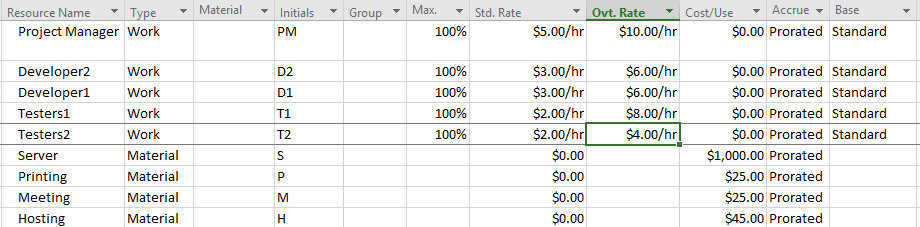 Resource Name Type Material Initials Group Max. Std. Rate Ovt. Rate Cost/Use Accrue Base
Project Manager Work PM 100% $5.00/hr $10.00/hr $0.00 Prorated Standard
Developer2 Work D2 100% $3.00/hr $6.00/hr $0.00 Prorated Standard
Developer1 Work D1 100% $3.00/hr $6.00/hr $0.00 Prorated Standard
Testers1 Work T1 100% $2.00/hr $8.00/hr $0.00 Prorated Standard
Testers2 Work T2 100% $2.00/hr $4.00/hr $0.00 Prorated Standard
Server Material S $0.00 $1,000.00 Prorated
Printing Material P $0.00 $25.00 Prorated
Meeting Material M $0.00 $25.00 Prorated
Hosting Material H $0.00 $45.00 Prorated